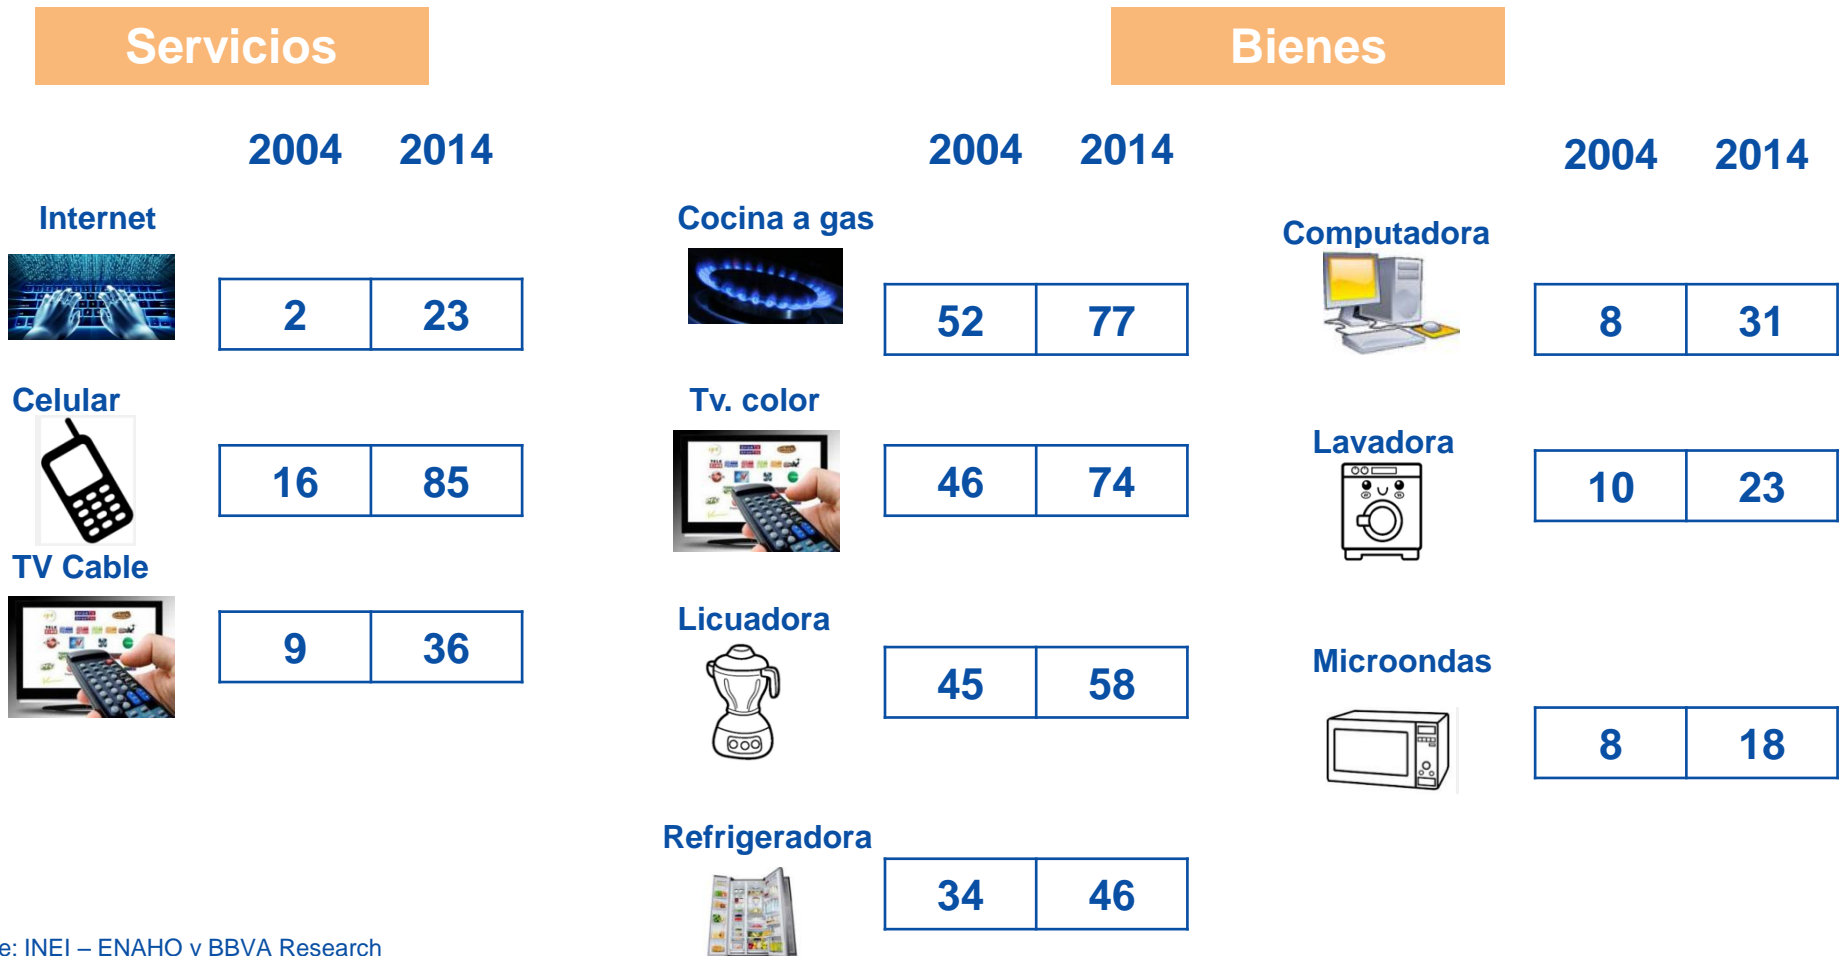 Servicios
Bienes
2004 2014
2004 2014
2004 2014
Internet
2 23
Celular
16 85
TV Cable
9 36
Cocina a gas
52 77
Tv. color
46 74
Licuadora
45 58
Refrigeradora
34 46
Computadora
8 31
Lavadora
10 23
Microondas
8 18
e: INEI – ENAHO y BBVA Research